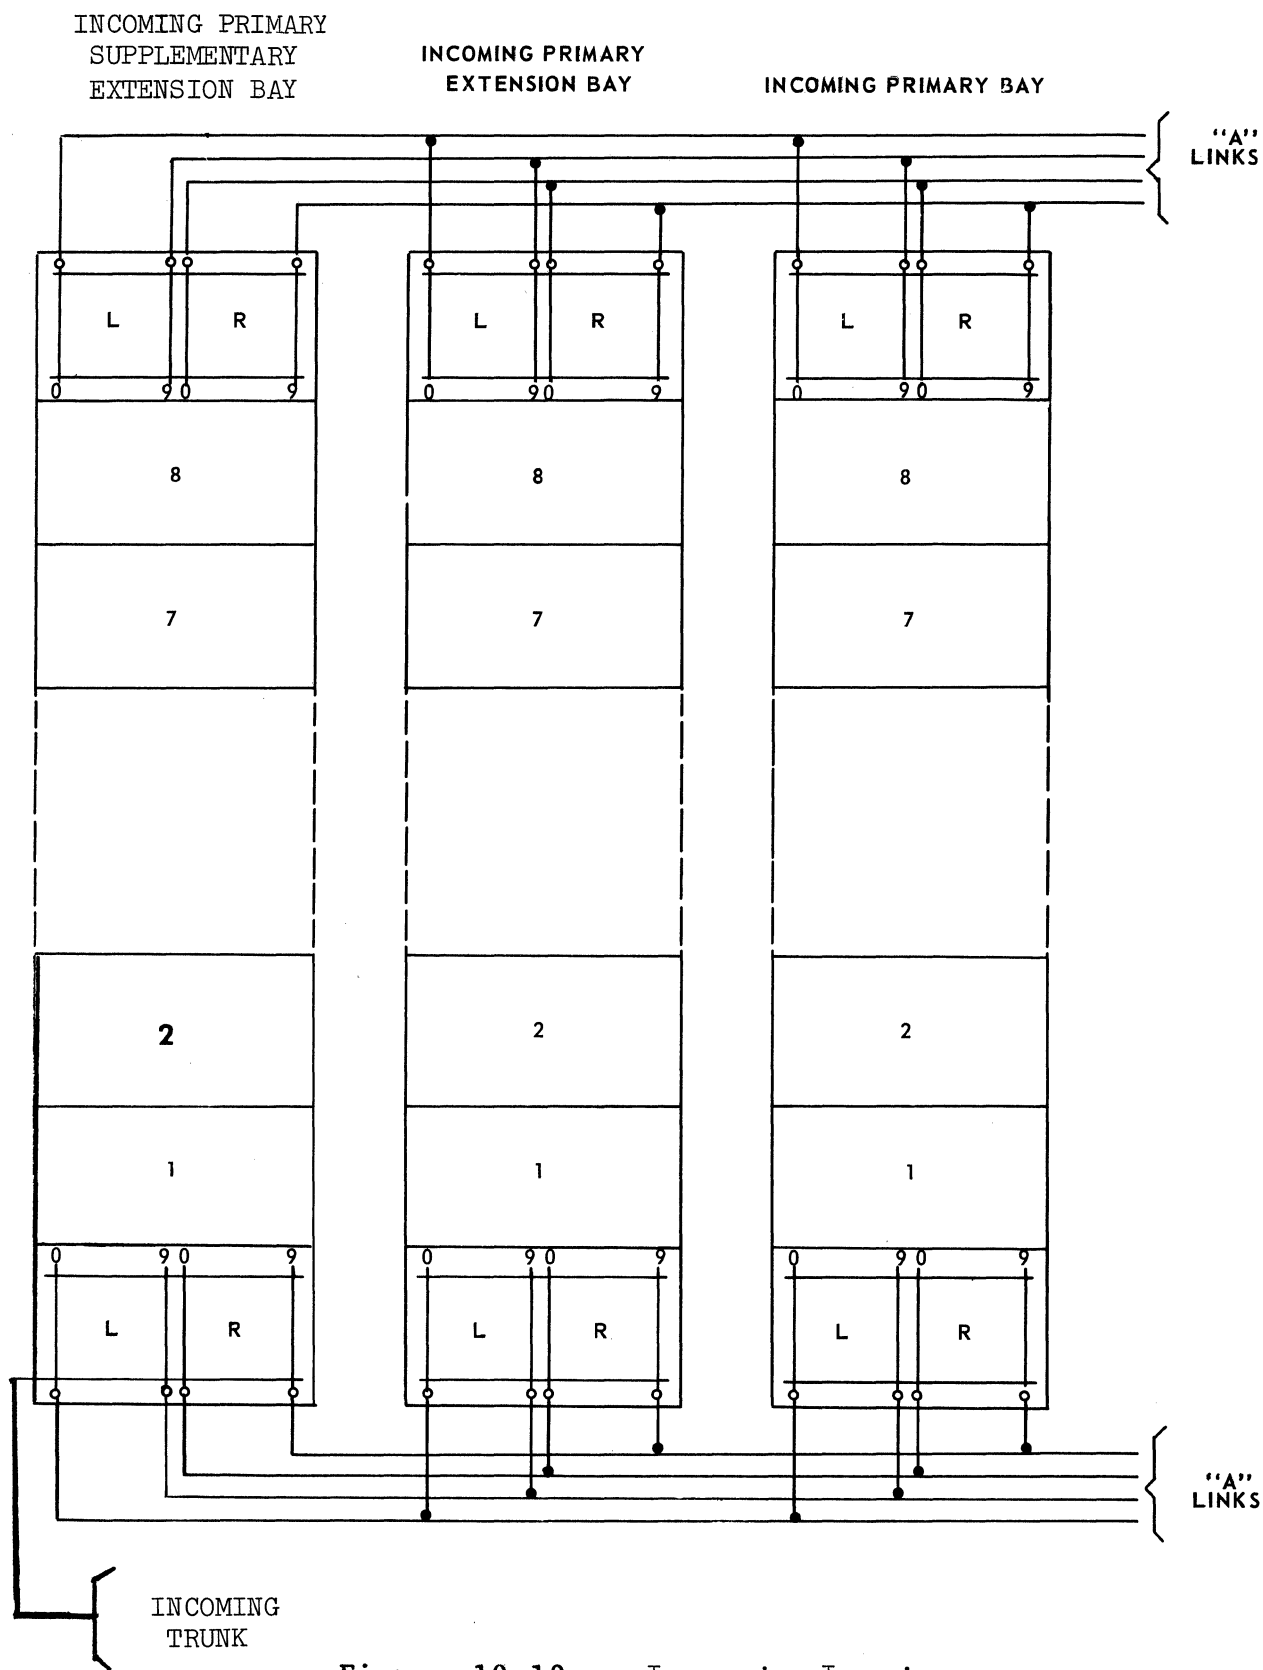 INCOMING PRIMARY
SUPPLEMENTARY
EXTENSION BAY
INCOMING PRIMARY
EXTENSION BAY
INCOMING PRIMARY BAY
"A"
LINKS
L R
L R
L R
0 9 0 9
0 9 0 9
0 9 0 9
8 8 8
7 7 7
2 2 2
1 1 1
0 9 0 9
0 9 0 9
0 9 0 9
L R
L R
L R
"A"
LINKS
INCOMING
TRUNK